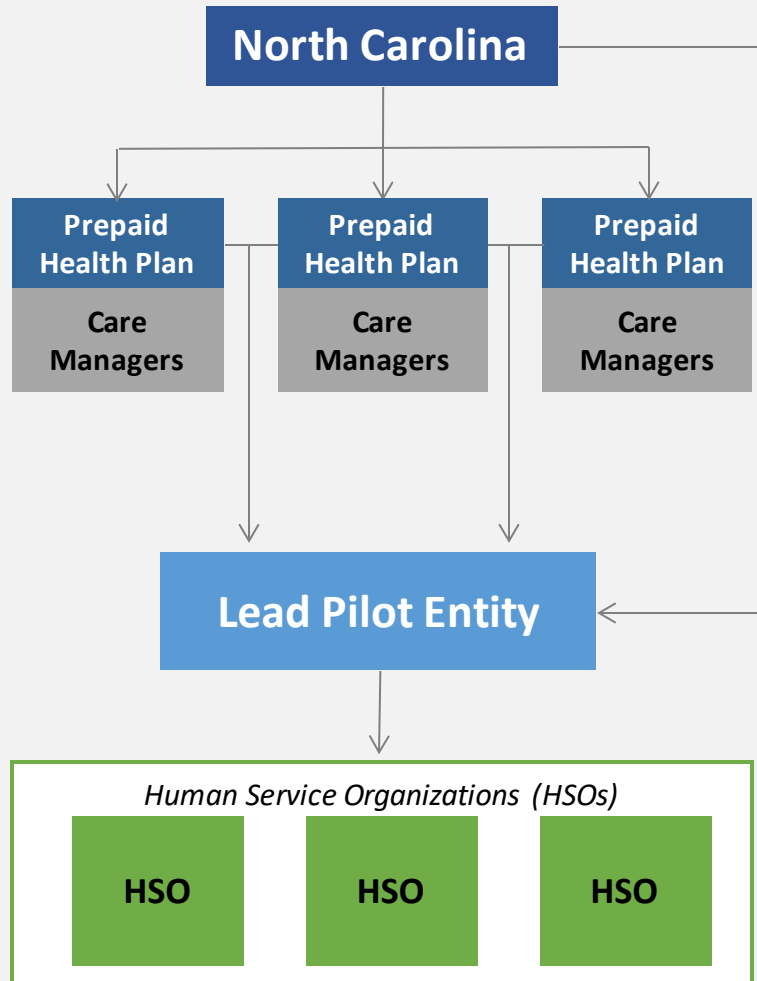 North Carolina
Prepaid
Health Plan
Care
Managers
Prepaid
Health Plan
Care
Managers
Prepaid
Health Plan
Care
Managers
Lead Pilot Entity
Human Service Organizations (HSOs)
HSO
HSO
HSO